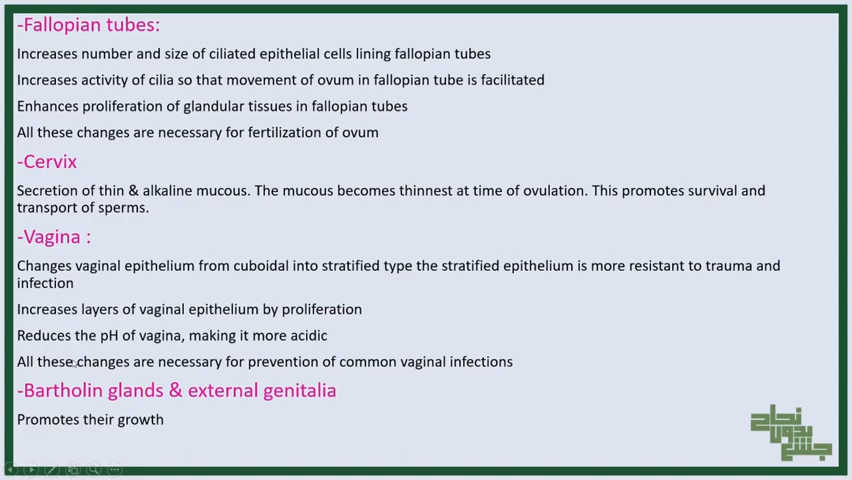 -Fallopian tubes:
Increases number and size of ciliated epithelial cells lining fallopian tubes
Increases activity of cilia so that movement of ovum in fallopian tube is facilitated
Enhances proliferation of glandular tissues in fallopian tubes
All these changes are necessary for fertilization of ovum
-Cervix
Secretion of thin & alkaline mucous. The mucous becomes thinnest at time of ovulation. This promotes survival and
transport of sperms.
-Vagina :
Changes vaginal epithelium from cuboidal into stratified type the stratified epithelium is more resistant to trauma and
infection
Increases layers of vaginal epithelium by proliferation
Reduces the pH of vagina, making it more acidic
All these changes are necessary for prevention of common vaginal infections
-Bartholin glands & external genitalia
Promotes their growth
نجاح
بدون
جشع